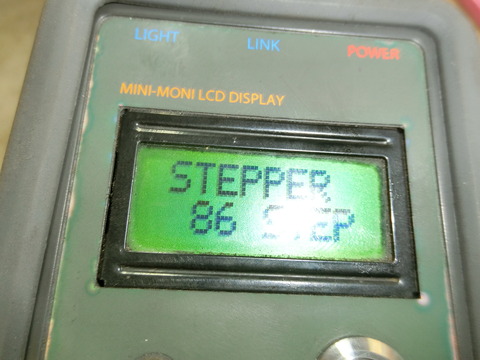 LIGHT LINK POWER
MINI-MONI LCD DISPLAY
STEPPER
86 STEP